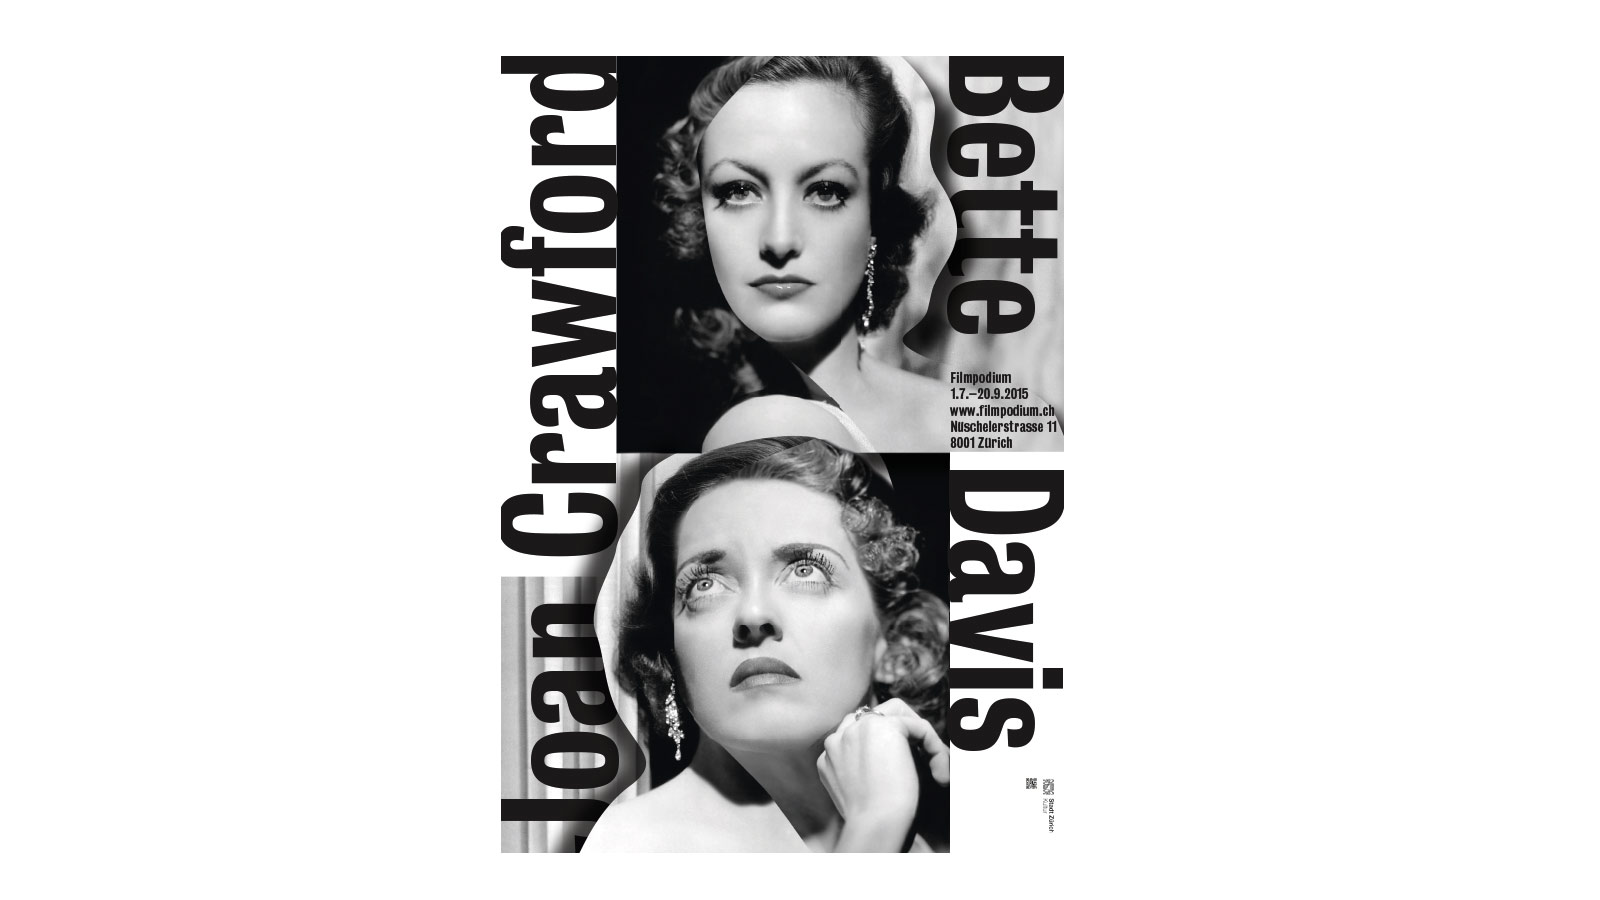 Joan Crawford
Bette Davis
Filmpodium
1.7.–20.9.2015
www.filmpodium.ch
Nüschelerstrasse 11
8001 Zürich
Stadt Zürich
Kultur